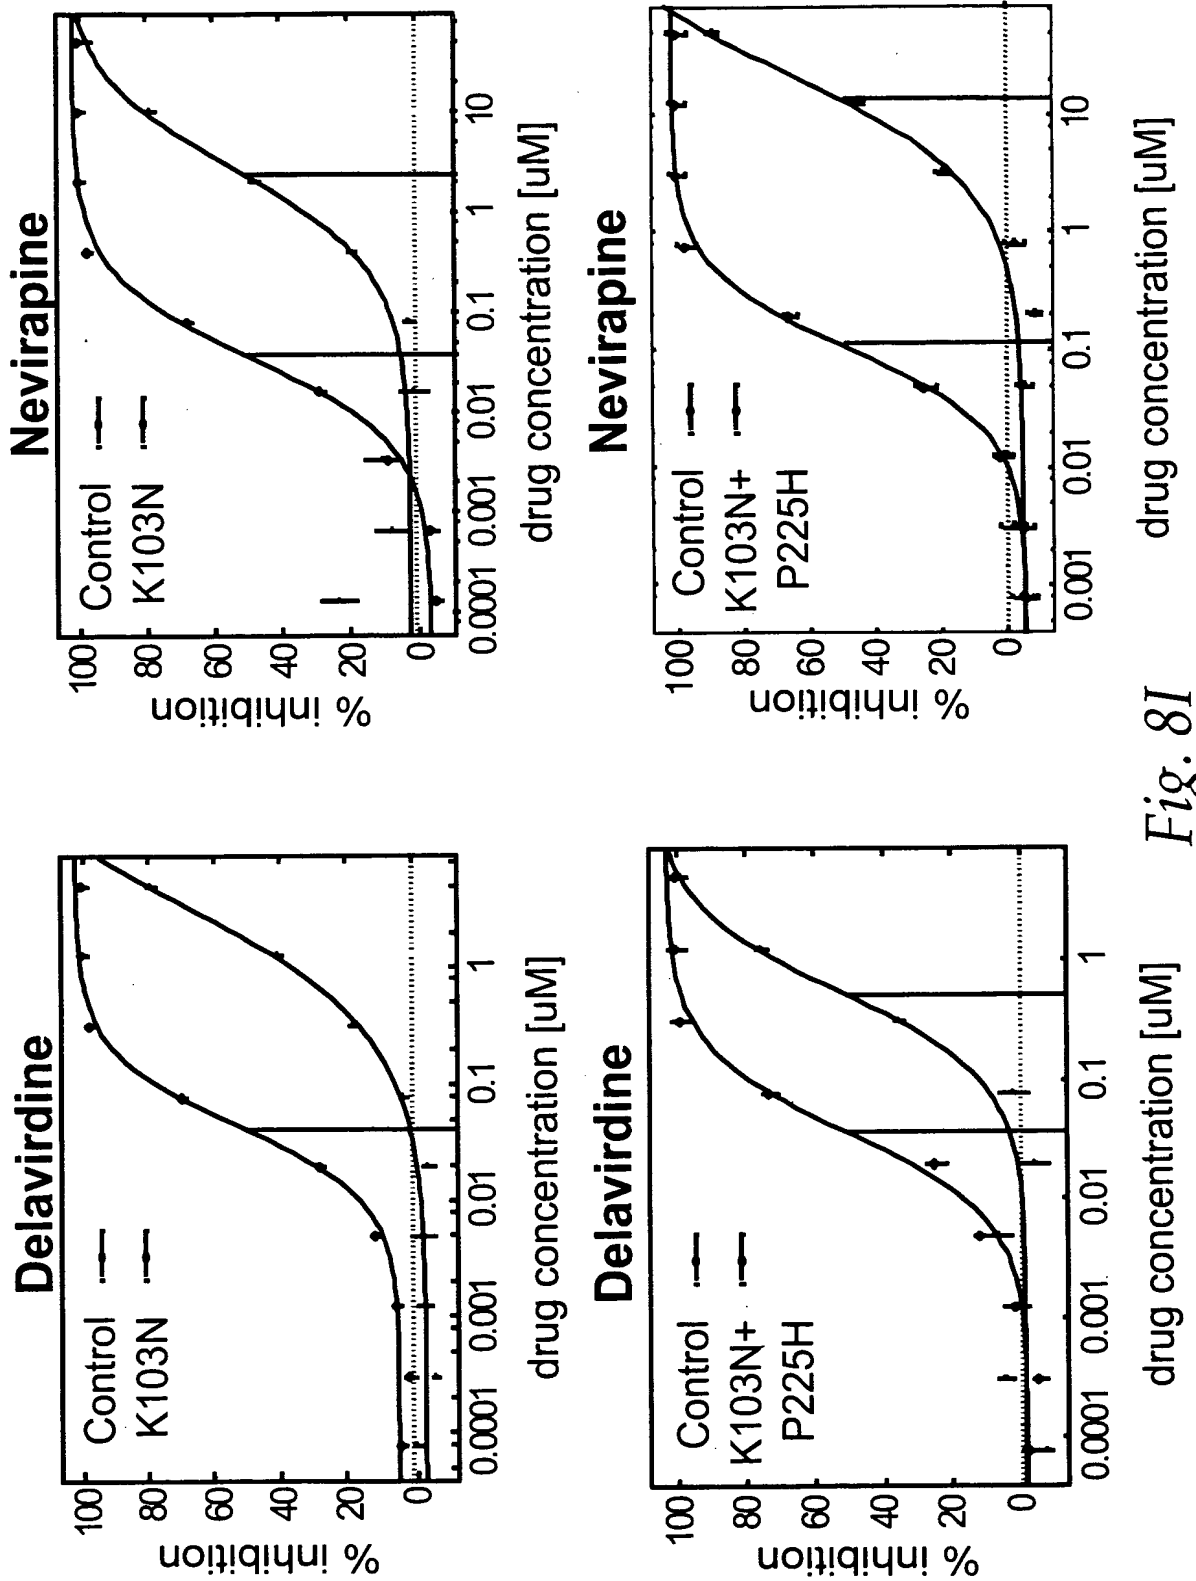 Delavirdine
Control
K103N
% inhibition
100
80
60
40
20
0
0.0001
0.001
0.01
0.1
1
drug concentration [uM]
Nevirapine
Control
K103N
% inhibition
100
80
60
40
20
0
0.0001
0.001
0.01
0.1
1
10
drug concentration [uM]
Delavirdine
Control
K103N+
P225H
% inhibition
100
80
60
40
20
0
0.0001
0.001
0.01
0.1
1
drug concentration [uM]
Nevirapine
Control
K103N+
P225H
% inhibition
100
80
60
40
20
0
0.001
0.01
0.1
1
10
drug concentration [uM]
Fig. 8I